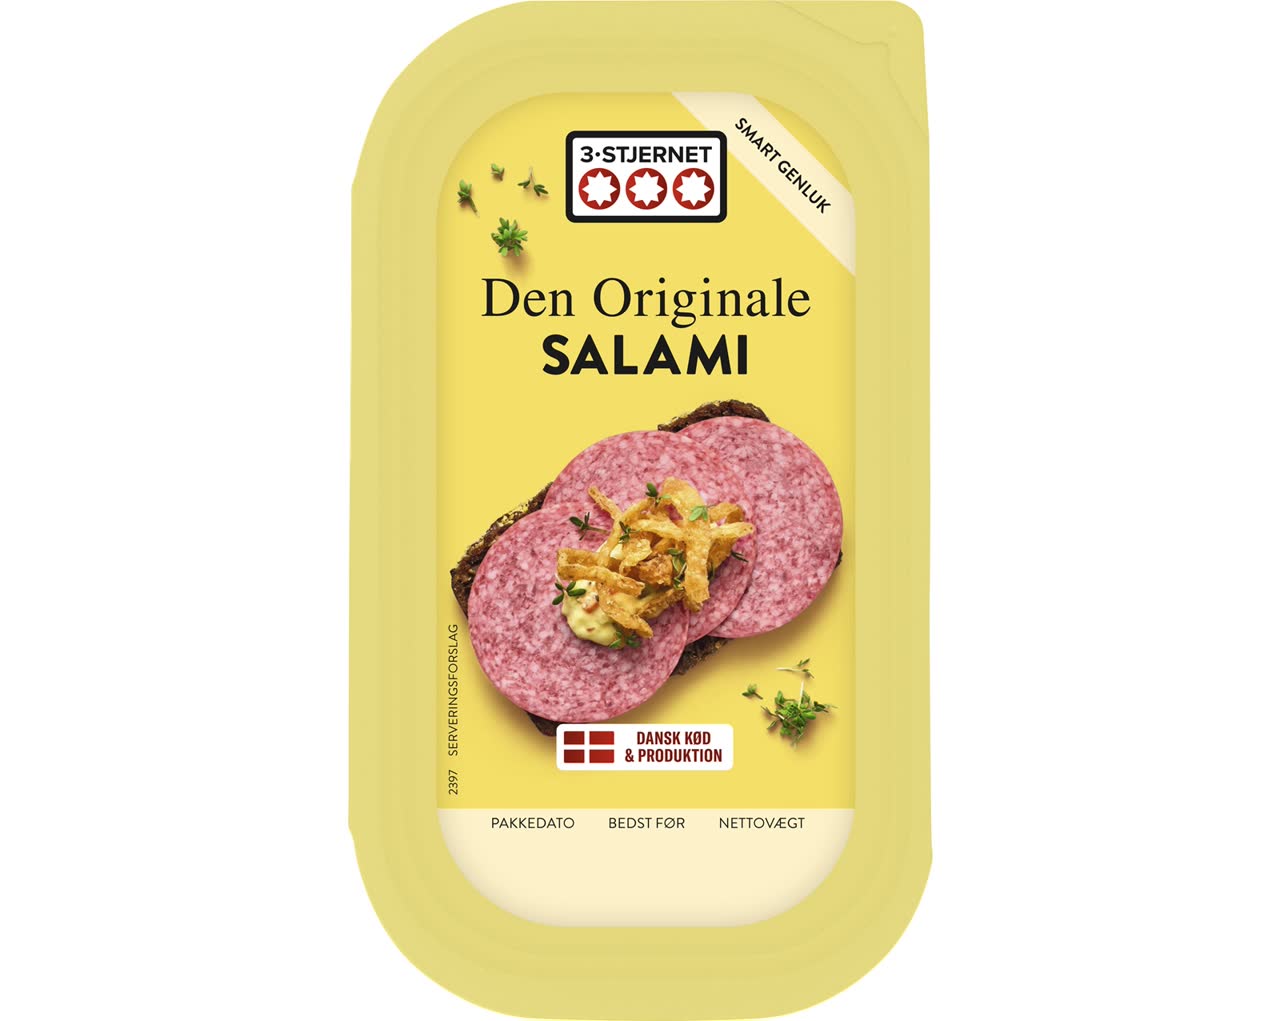 3·STJERNET
SMART GENLUK
Den Originale
SALAMI
2397 SERVERINGSFORSLAG
DANSK KØD
& PRODUKTION
PAKKEDATO BEDST FØR NETTOVÆGT